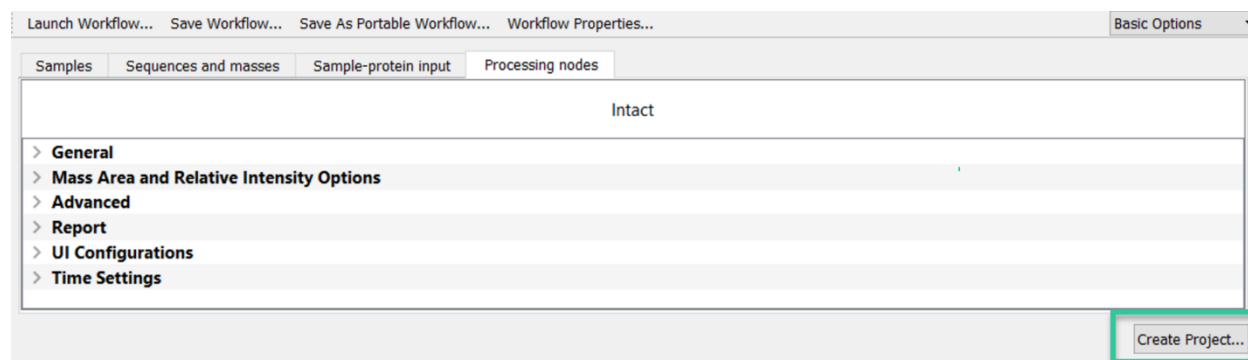 Launch Workflow... Save Workflow... Save As Portable Workflow... Workflow Properties... Basic Options
Samples Sequences and masses Sample-protein input Processing nodes
Intact
General
Mass Area and Relative Intensity Options
Advanced
Report
UI Configurations
Time Settings
Create Project...